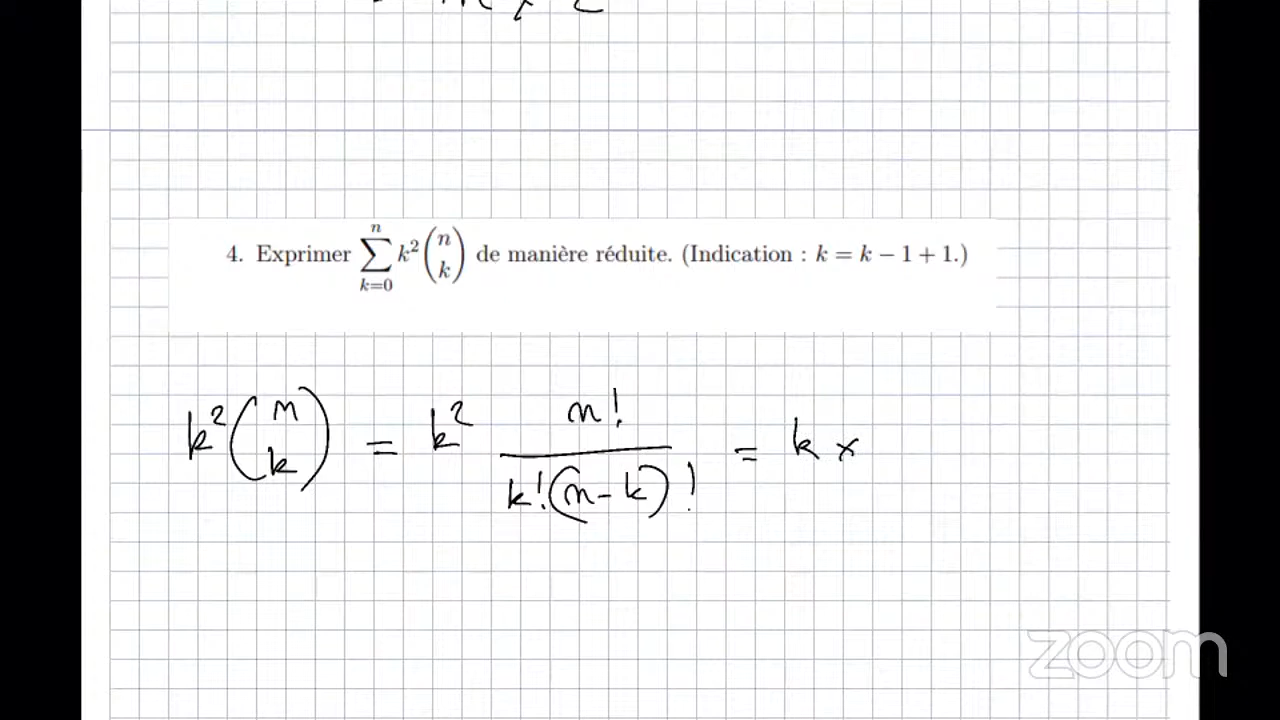 4. Exprimer $\sum_{k=0}^{n} k^2 \binom{n}{k}$ de manière réduite. (Indication : $k = k - 1 + 1$.)
$k^2 \binom{n}{k} = k^2 \frac{n!}{k!(n-k)!} = k \times$
zoom